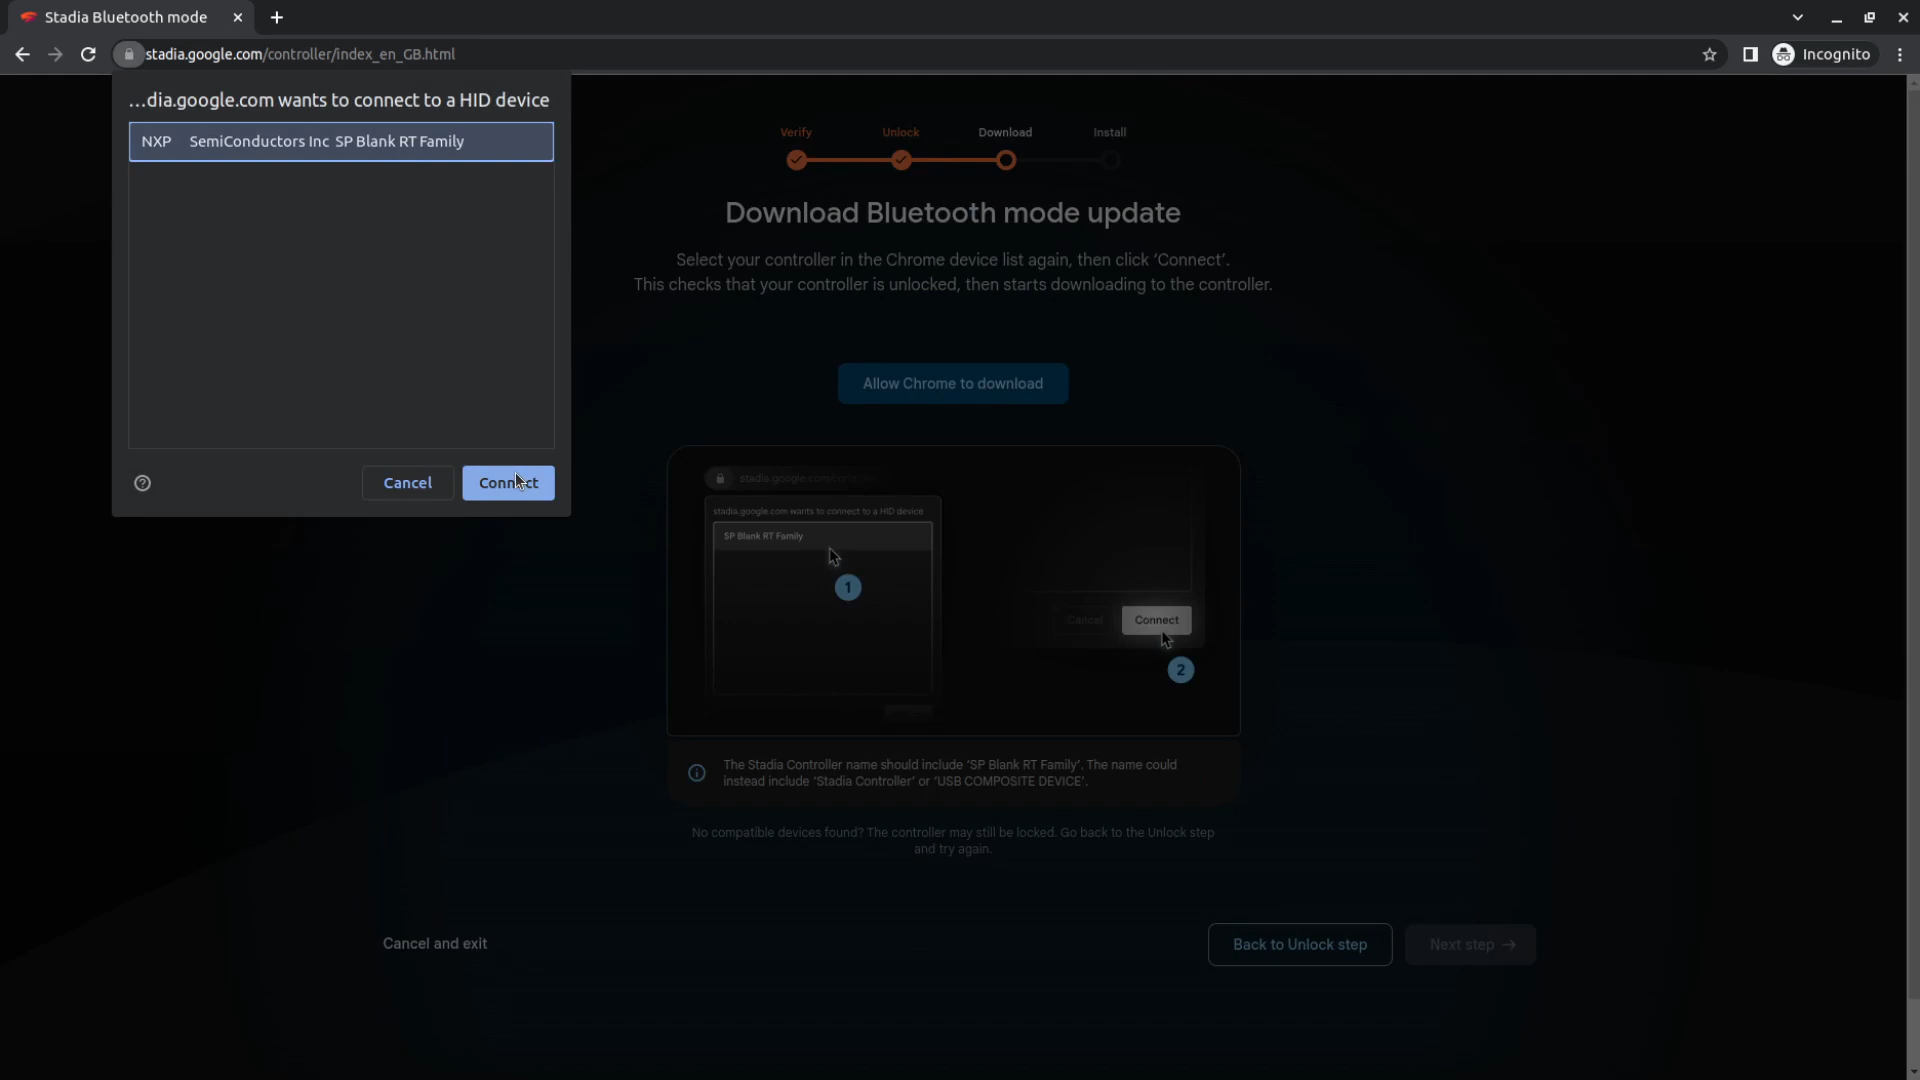 Stadia Bluetooth mode
stadia.google.com/controller/index_en_GB.html
Incognito
...dia.google.com wants to connect to a HID device
NXP SemiConductors Inc SP Blank RT Family
Cancel
Connect
Verify
Unlock
Download
Install
Download Bluetooth mode update
Select your controller in the Chrome device list again, then click ‘Connect’.
This checks that your controller is unlocked, then starts downloading to the controller.
Allow Chrome to download
stadia.google.com
stadia.google.com wants to connect to a HID device
SP Blank RT Family
1
Cancel
Connect
2
The Stadia Controller name should include ‘SP Blank RT Family’. The name could
instead include ‘Stadia Controller’ or ‘USB COMPOSITE DEVICE’.
No compatible devices found? The controller may still be locked. Go back to the Unlock step
and try again.
Cancel and exit
Back to Unlock step
Next step →